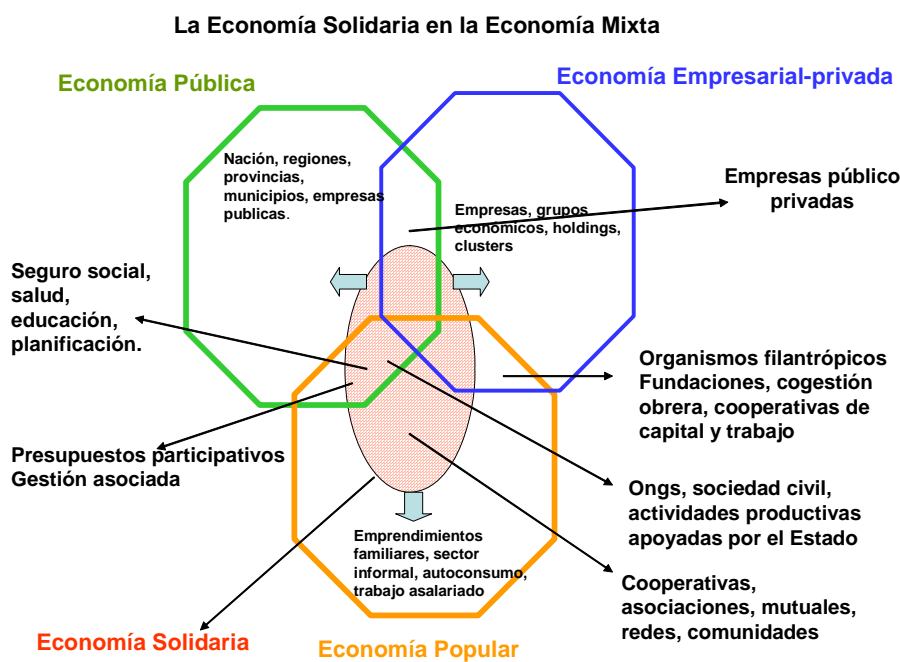 La Economía Solidaria en la Economía Mixta
Economía Pública
Economía Empresarial-privada
Nación, regiones,
provincias,
municipios, empresas
publicas.
Empresas, grupos
económicos, holdings,
clusters
Empresas público
privadas
Seguro social,
salud,
educación,
planificación.
Organismos filantrópicos
Fundaciones, cogestión
obrera, cooperativas de
capital y trabajo
Presupuestos participativos
Gestión asociada
Ongs, sociedad civil,
actividades productivas
apoyadas por el Estado
Emprendimientos
familiares, sector
informal, autoconsumo,
trabajo asalariado
Cooperativas,
asociaciones, mutuales,
redes, comunidades
Economía Solidaria
Economía Popular